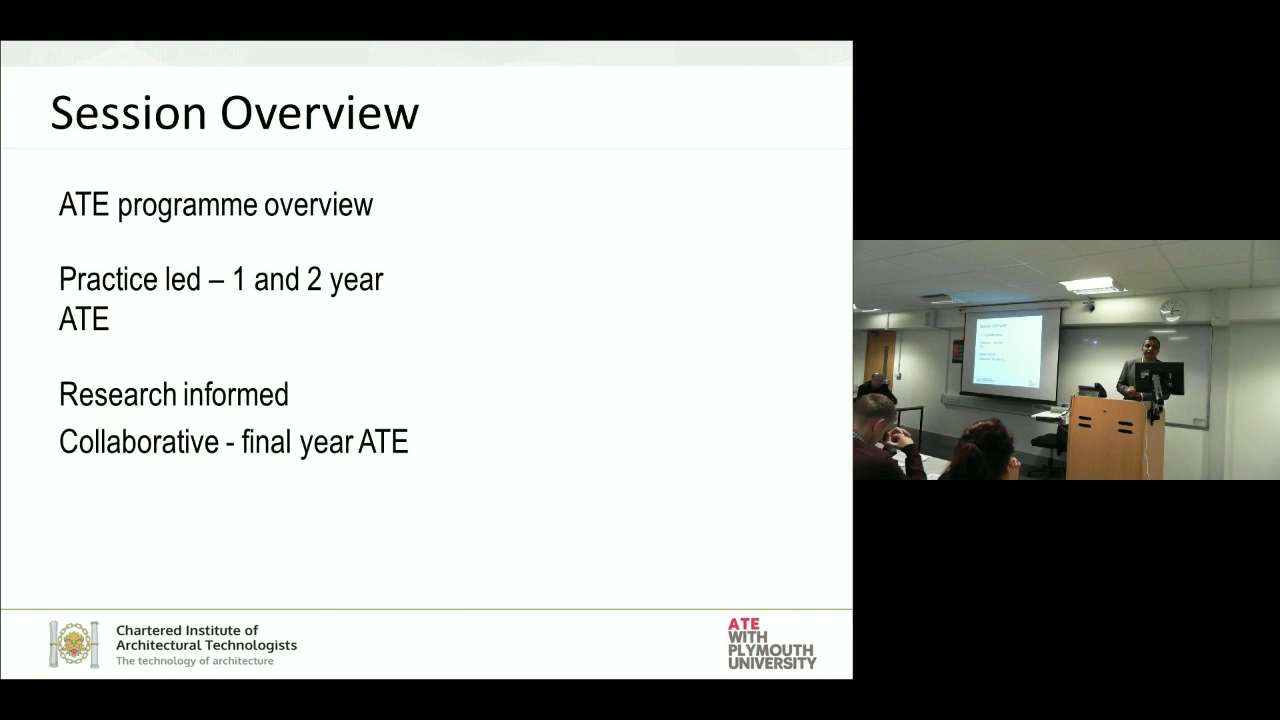 Session Overview
ATE programme overview
Practice led – 1 and 2 year
ATE
Research informed
Collaborative - final year ATE
Chartered Institute of
Architectural Technologists
The technology of architecture
ATE
WITH
PLYMOUTH
UNIVERSITY